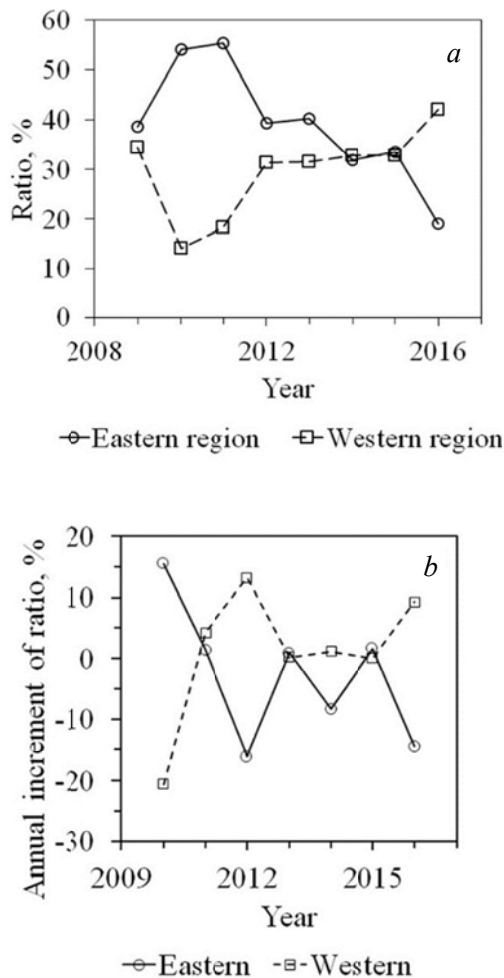 a
Ratio, %
60
50
40
30
20
10
0
2008 2012 2016
Year
Eastern region Western region
b
Annual increment of ratio, %
20
10
0
-10
-20
-30
2009 2012 2015
Year
Eastern Western